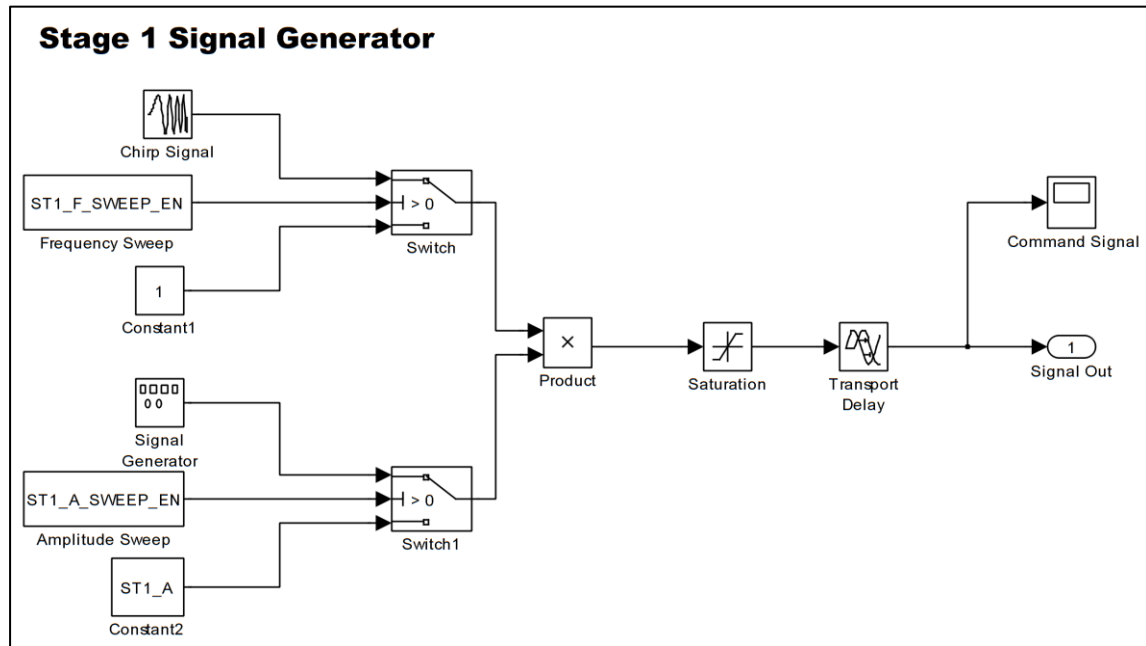 Stage 1 Signal Generator
Chirp Signal
ST1_F_SWEEP_EN
Frequency Sweep
> 0
Switch
1
Constant1
Signal
Generator
ST1_A_SWEEP_EN
Amplitude Sweep
> 0
Switch1
ST1_A
Constant2
×
Product
Saturation
Transport
Delay
Command Signal
1
Signal Out